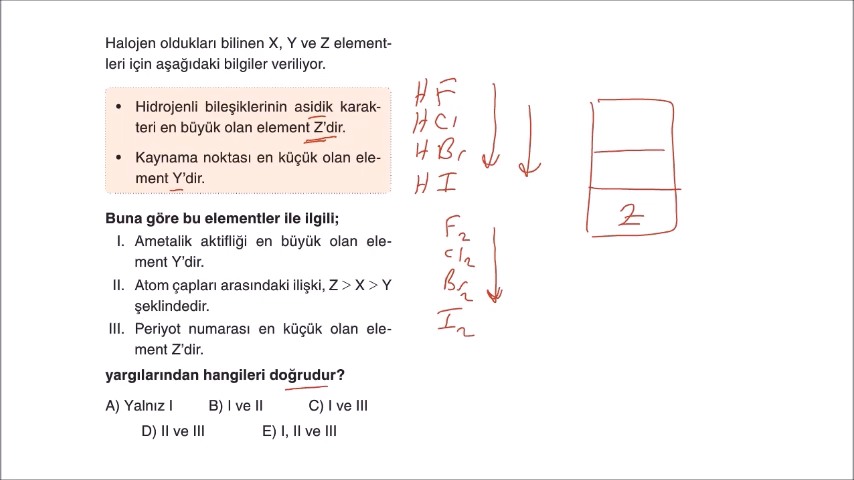 Halojen oldukları bilinen X, Y ve Z element-
leri için aşağıdaki bilgiler veriliyor.
• Hidrojenli bileşiklerinin asidik karak-
teri en büyük olan element Z'dir.
• Kaynama noktası en küçük olan ele-
ment Y'dir.
Buna göre bu elementler ile ilgili;
I. Ametalik aktifliği en büyük olan ele-
ment Y'dir.
II. Atom çapları arasındaki ilişki, Z > X > Y
şeklindedir.
III. Periyot numarası en küçük olan ele-
ment Z'dir.
yargılarından hangileri doğrudur?
A) Yalnız I B) I ve II C) I ve III
D) II ve III E) I, II ve III
HF
HCl
HBr
HI
F2
Cl2
Br2
I2
Z